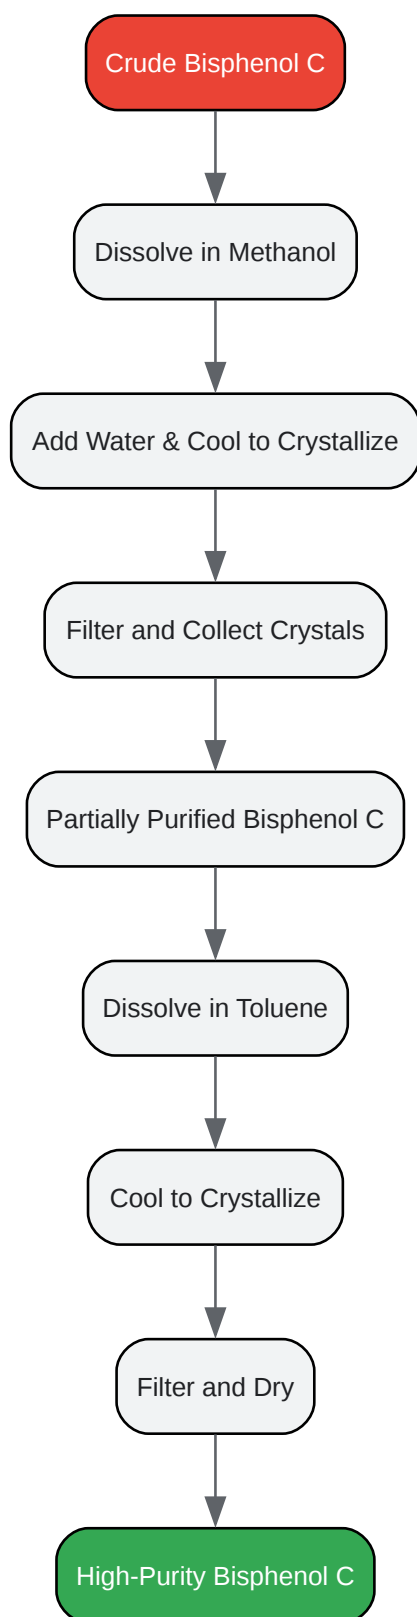 Crude Bisphenol C
Dissolve in Methanol
Add Water & Cool to Crystallize
Filter and Collect Crystals
Partially Purified Bisphenol C
Dissolve in Toluene
Cool to Crystallize
Filter and Dry
High-Purity Bisphenol C